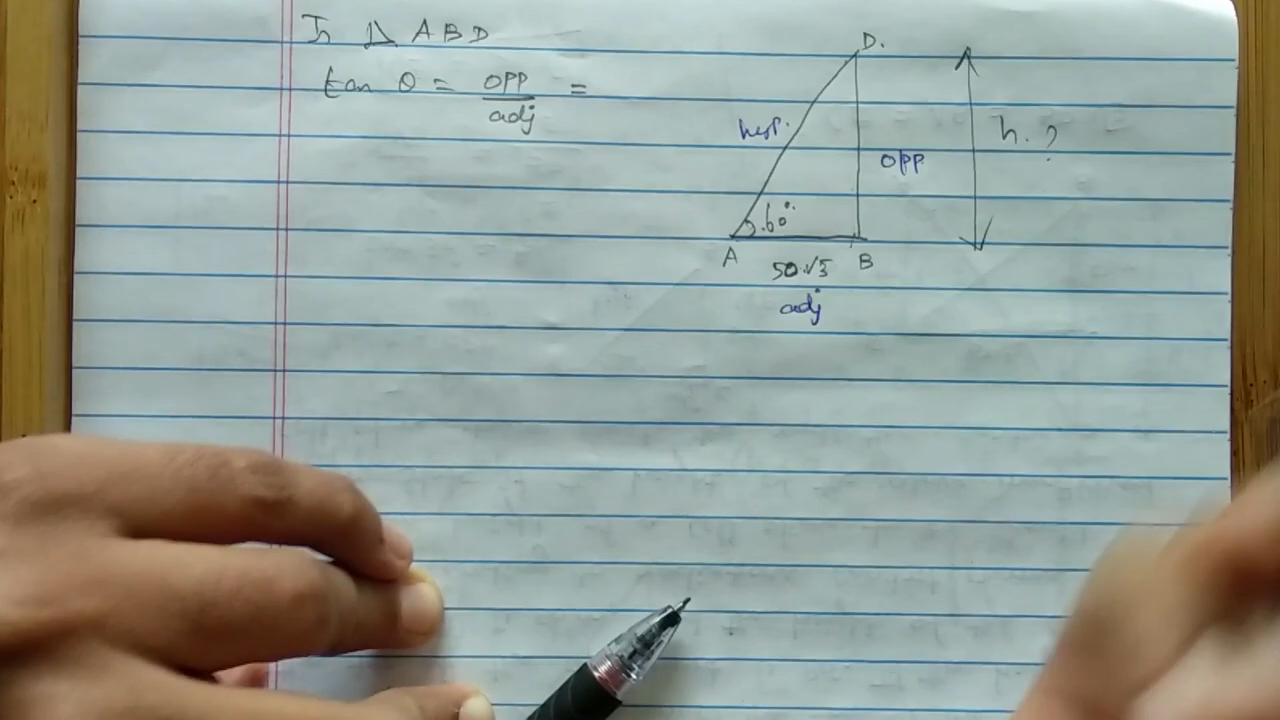 In Δ ABD
tan θ = opp/adj =
D.
hyp.
opp
h. ?
60°
A
50√3
B
adj